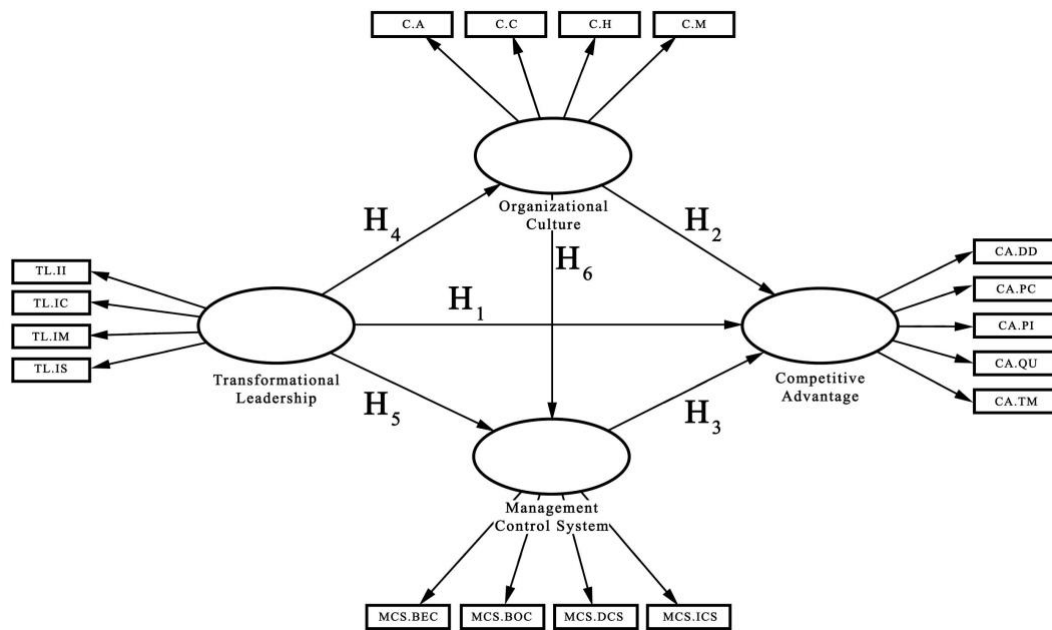 C.A
C.C
C.H
C.M
Organizational
Culture
H4
H2
H6
TL.II
TL.IC
TL.IM
TL.IS
H1
CA.DD
CA.PC
CA.PI
CA.QU
CA.TM
Transformational
Leadership
Competitive
Advantage
H5
H3
Management
Control System
MCS.BEC
MCS.BOC
MCS.DCS
MCS.ICS